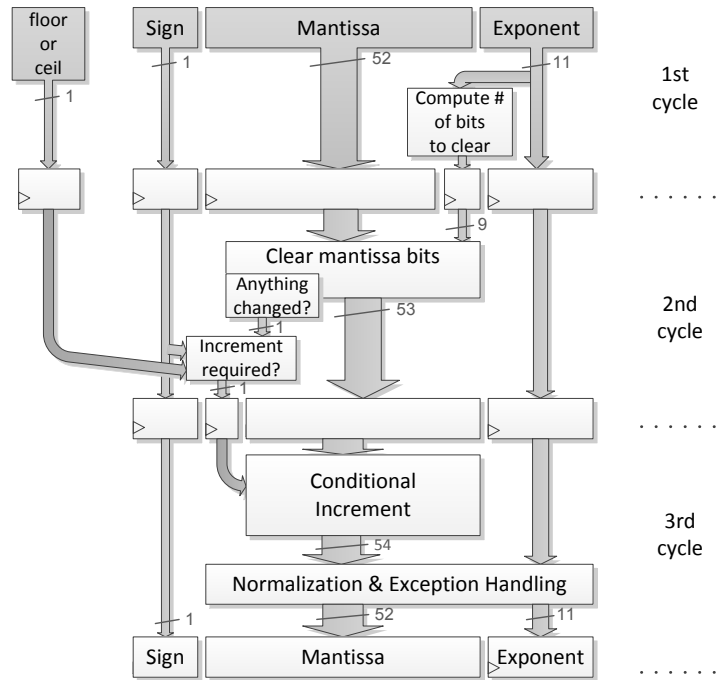 floor
or
ceil
Sign
Mantissa
Exponent
1
1
52
11
1st
cycle
Compute #
of bits
to clear
. . . . . .
9
Clear mantissa bits
Anything
changed?
53
2nd
cycle
1
Increment
required?
1
. . . . . .
Conditional
Increment
3rd
cycle
54
Normalization & Exception Handling
1
52
11
Sign
Mantissa
Exponent
. . . . . .